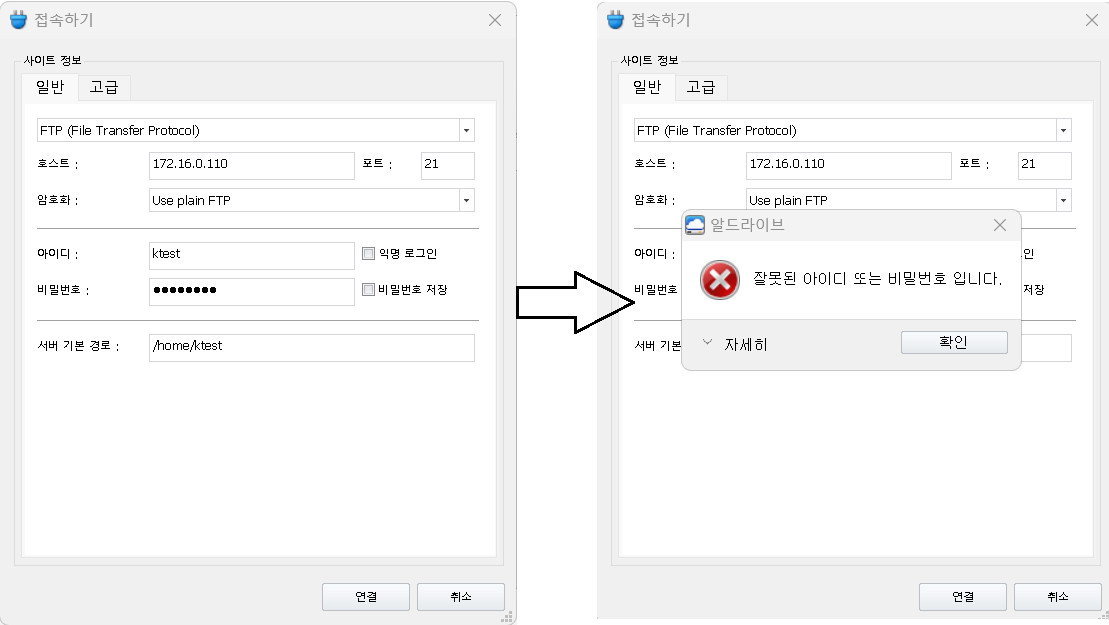 접속하기
사이트 정보
일반 고급
FTP (File Transfer Protocol)
호스트 : 172.16.0.110 포트 : 21
암호화 : Use plain FTP
아이디 : ktest 익명 로그인
비밀번호 : ●●●●●●●● 비밀번호 저장
서버 기본 경로 : /home/ktest
연결 취소
접속하기
사이트 정보
일반 고급
FTP (File Transfer Protocol)
호스트 : 172.16.0.110 포트 : 21
암호화 : Use plain FTP
알드라이브
아이디 : 인
잘못된 아이디 또는 비밀번호 입니다.
비밀번호 저장
서버 기본
자세히 확인
연결 취소